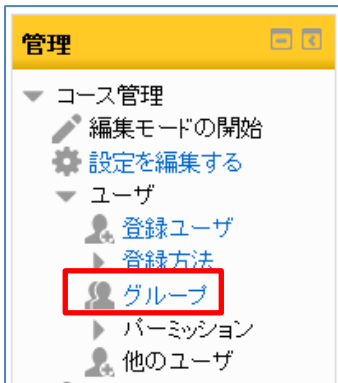 管理
コース管理
編集モードの開始
設定を編集する
ユーザ
登録ユーザ
登録方法
グループ
パーミッション
他のユーザ